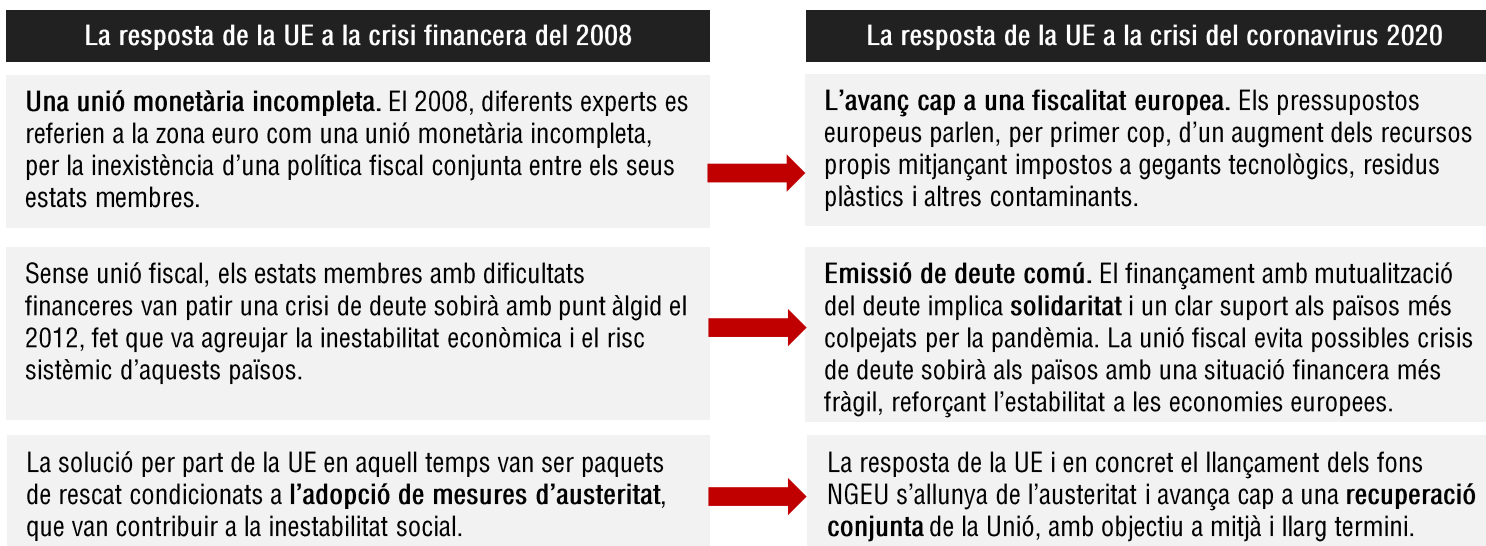 La resposta de la UE a la crisi financera del 2008
Una unió monetària incompleta. El 2008, diferents experts es
referien a la zona euro com una unió monetària incompleta,
per la inexistència d’una política fiscal conjunta entre els seus
estats membres.
Sense unió fiscal, els estats membres amb dificultats
financeres van patir una crisi de deute sobirà amb punt àlgid el
2012, fet que va agreujar la inestabilitat econòmica i el risc
sistèmic d’aquests països.
La solució per part de la UE en aquell temps van ser paquets
de rescat condicionats a l’adopció de mesures d’austeritat,
que van contribuir a la inestabilitat social.
La resposta de la UE a la crisi del coronavirus 2020
L’avanç cap a una fiscalitat europea. Els pressupostos
europeus parlen, per primer cop, d’un augment dels recursos
propis mitjançant impostos a gegants tecnològics, residus
plàstics i altres contaminants.
Emissió de deute comú. El finançament amb mutualització
del deute implica solidaritat i un clar suport als països més
colpejats per la pandèmia. La unió fiscal evita possibles crisis
de deute sobirà als països amb una situació financera més
fràgil, reforçant l’estabilitat a les economies europees.
La resposta de la UE i en concret el llançament dels fons
NGEU s’allunya de l’austeritat i avança cap a una recuperació
conjunta de la Unió, amb objectiu a mitjà i llarg termini.